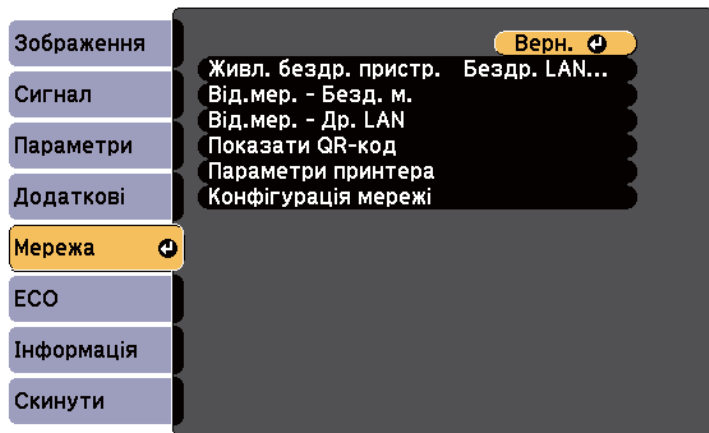 Зображення
Сигнал
Параметри
Додаткові
Мережа
ECO
Інформація
Скинути
Верн.
Живл. бездр. пристр. Бездр. LAN...
Від.мер. - Безд. м.
Від.мер. - Др. LAN
Показати QR-код
Параметри принтера
Конфігурація мережі